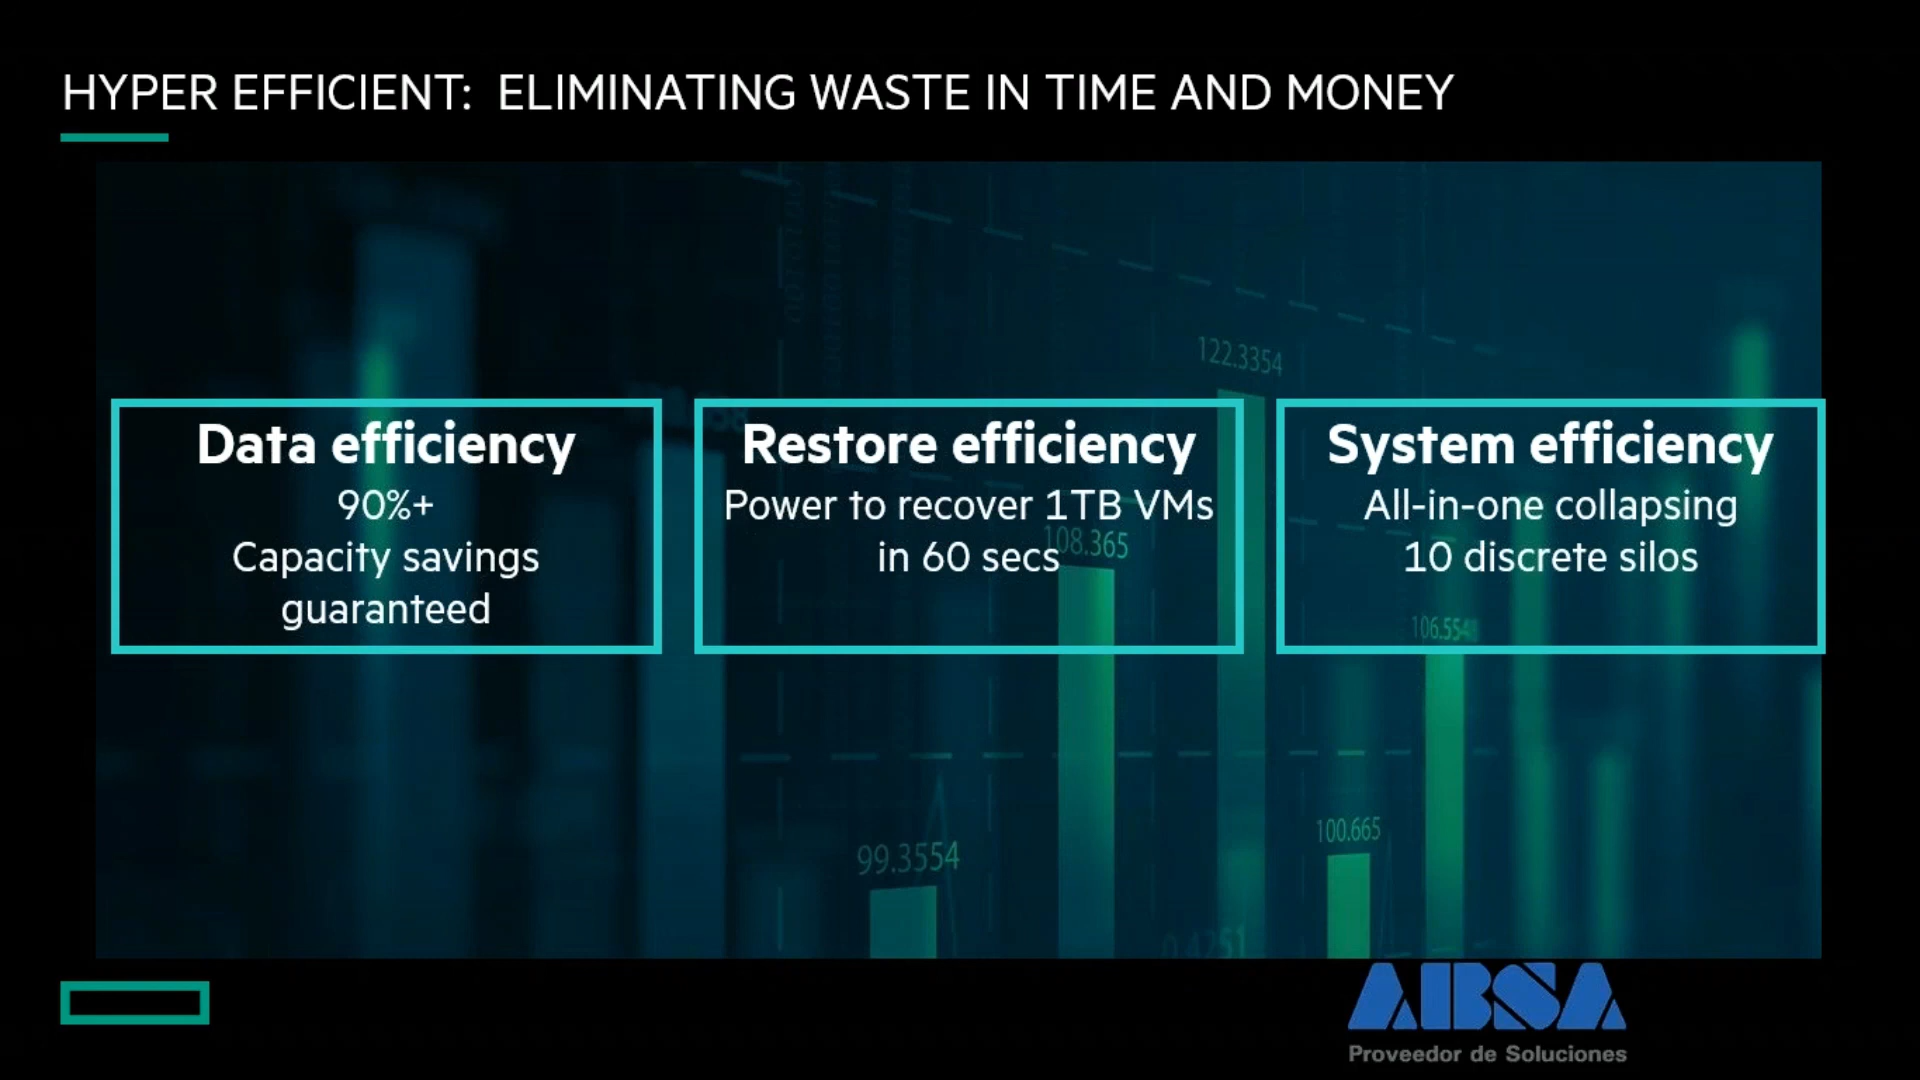 HYPER EFFICIENT: ELIMINATING WASTE IN TIME AND MONEY
122.3354
Data efficiency
90%+
Capacity savings
guaranteed
Restore efficiency
Power to recover 1TB VMs
in 60 secs
108.365
System efficiency
All-in-one collapsing
10 discrete silos
106.554
99.3554
100.665
0.4251
ABSA
Proveedor de Soluciones